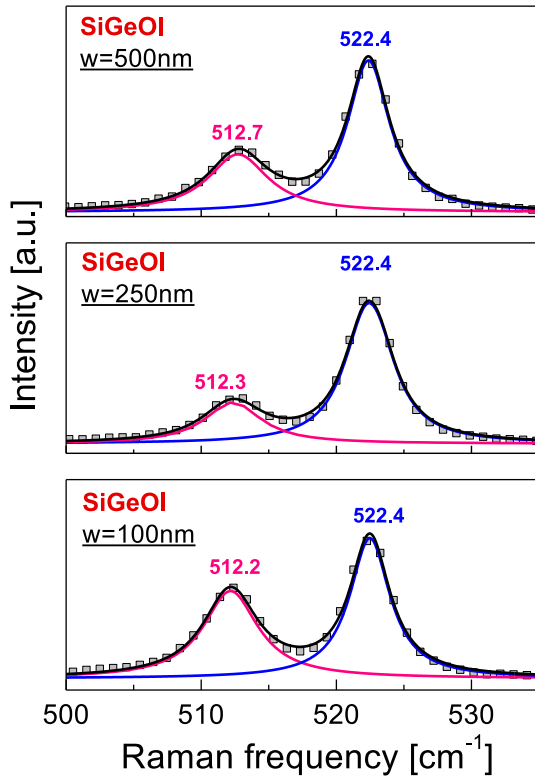 SiGeOI
w=500nm
512.7
522.4
SiGeOI
w=250nm
512.3
522.4
SiGeOI
w=100nm
512.2
522.4
Intensity [a.u.]
500 510 520 530
Raman frequency [cm⁻¹]